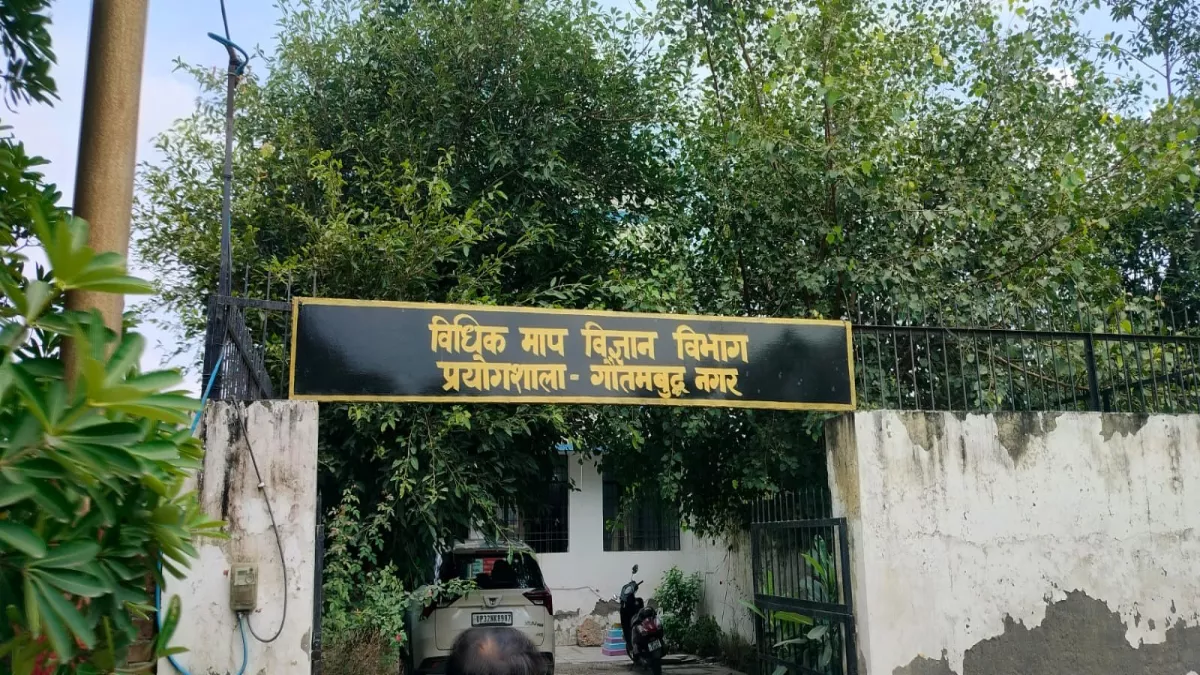 विधिक माप विज्ञान विभाग
प्रयोगशाला - गौतमबुद्ध नगर